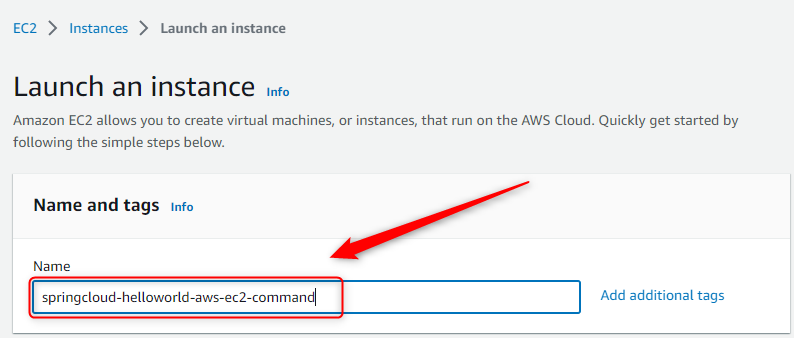 EC2 > Instances > Launch an instance
Launch an instance Info
Amazon EC2 allows you to create virtual machines, or instances, that run on the AWS Cloud. Quickly get started by
following the simple steps below.
Name and tags Info
Name
springcloud-helloworld-aws-ec2-command Add additional tags